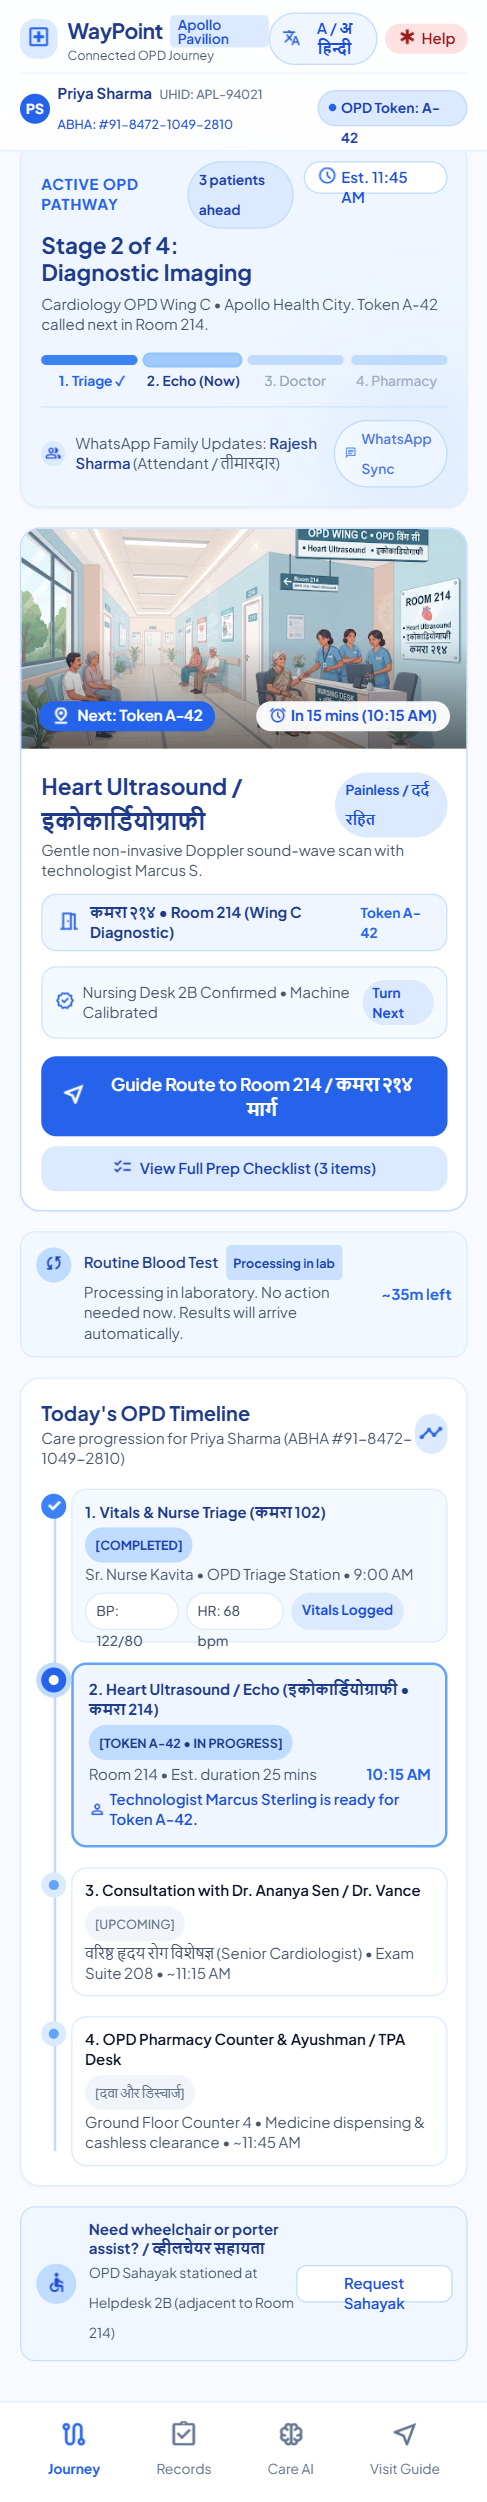 WayPoint
Apollo
Pavilion
Connected OPD Journey
A / अ
हिन्दी
Help
PS
Priya Sharma UHID: APL-94021
ABHA: #91-8472-1049-2810
OPD Token: A-
42
ACTIVE OPD
PATHWAY
3 patients
ahead
Est. 11:45
AM
Stage 2 of 4:
Diagnostic Imaging
Cardiology OPD Wing C • Apollo Health City. Token A-42
called next in Room 214.
1. Triage ✓
2. Echo (Now)
3. Doctor
4. Pharmacy
WhatsApp Family Updates: Rajesh
Sharma (Attendant / तीमारदार)
WhatsApp
Sync
OPD WING C • OPD विंग सी
• Heart Ultrasound • इकोकार्डियोग्राफी
Room 214
ROOM 214
• Heart Ultrasound
• इकोकार्डियोग्राफी
कमरा २१४
NURSING DESK
Next: Token A-42
In 15 mins (10:15 AM)
Heart Ultrasound /
इकोकार्डियोग्राफी
Painless / दर्द
रहित
Gentle non-invasive Doppler sound-wave scan with
technologist Marcus S.
कमरा २१४ • Room 214 (Wing C
Diagnostic)
Token A-
42
Nursing Desk 2B Confirmed • Machine
Calibrated
Turn
Next
Guide Route to Room 214 / कमरा २१४
मार्ग
View Full Prep Checklist (3 items)
Routine Blood Test
Processing in lab
Processing in laboratory. No action
needed now. Results will arrive
automatically.
~35m left
Today's OPD Timeline
Care progression for Priya Sharma (ABHA #91-8472-
1049-2810)
1. Vitals & Nurse Triage (कमरा 102)
[COMPLETED]
Sr. Nurse Kavita • OPD Triage Station • 9:00 AM
BP:
122/80
HR: 68
bpm
Vitals Logged
2. Heart Ultrasound / Echo (इकोकार्डियोग्राफी •
कमरा 214)
[TOKEN A-42 • IN PROGRESS]
Room 214 • Est. duration 25 mins
10:15 AM
Technologist Marcus Sterling is ready for
Token A-42.
3. Consultation with Dr. Ananya Sen / Dr. Vance
[UPCOMING]
वरिष्ठ हृदय रोग विशेषज्ञ (Senior Cardiologist) • Exam
Suite 208 • ~11:15 AM
4. OPD Pharmacy Counter & Ayushman / TPA
Desk
[दवा और डिस्चार्ज]
Ground Floor Counter 4 • Medicine dispensing &
cashless clearance • ~11:45 AM
Need wheelchair or porter
assist? / व्हीलचेयर सहायता
OPD Sahayak stationed at
Helpdesk 2B (adjacent to Room
214)
Request
Sahayak
Journey
Records
Care AI
Visit Guide